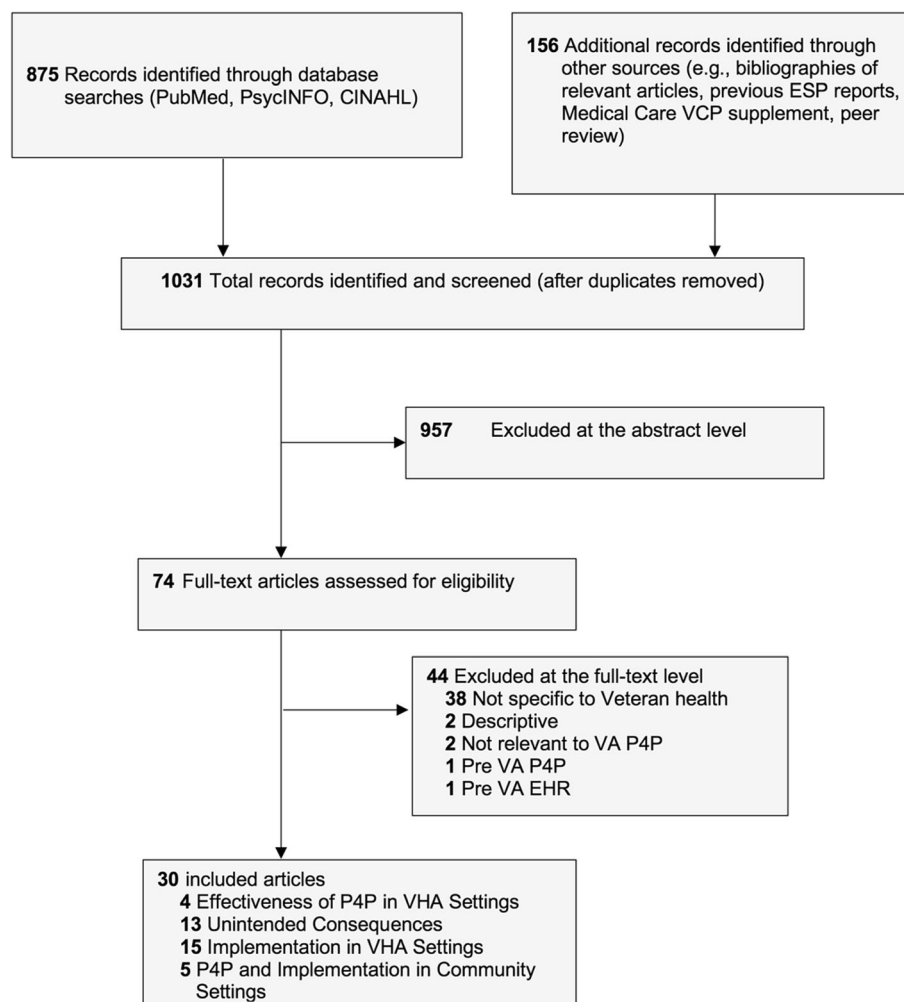 875 Records identified through database
searches (PubMed, PsycINFO, CINAHL)
156 Additional records identified through
other sources (e.g., bibliographies of
relevant articles, previous ESP reports,
Medical Care VCP supplement, peer
review)
1031 Total records identified and screened (after duplicates removed)
957 Excluded at the abstract level
74 Full-text articles assessed for eligibility
44 Excluded at the full-text level
38 Not specific to Veteran health
2 Descriptive
2 Not relevant to VA P4P
1 Pre VA P4P
1 Pre VA EHR
30 included articles
4 Effectiveness of P4P in VHA Settings
13 Unintended Consequences
15 Implementation in VHA Settings
5 P4P and Implementation in Community
Settings